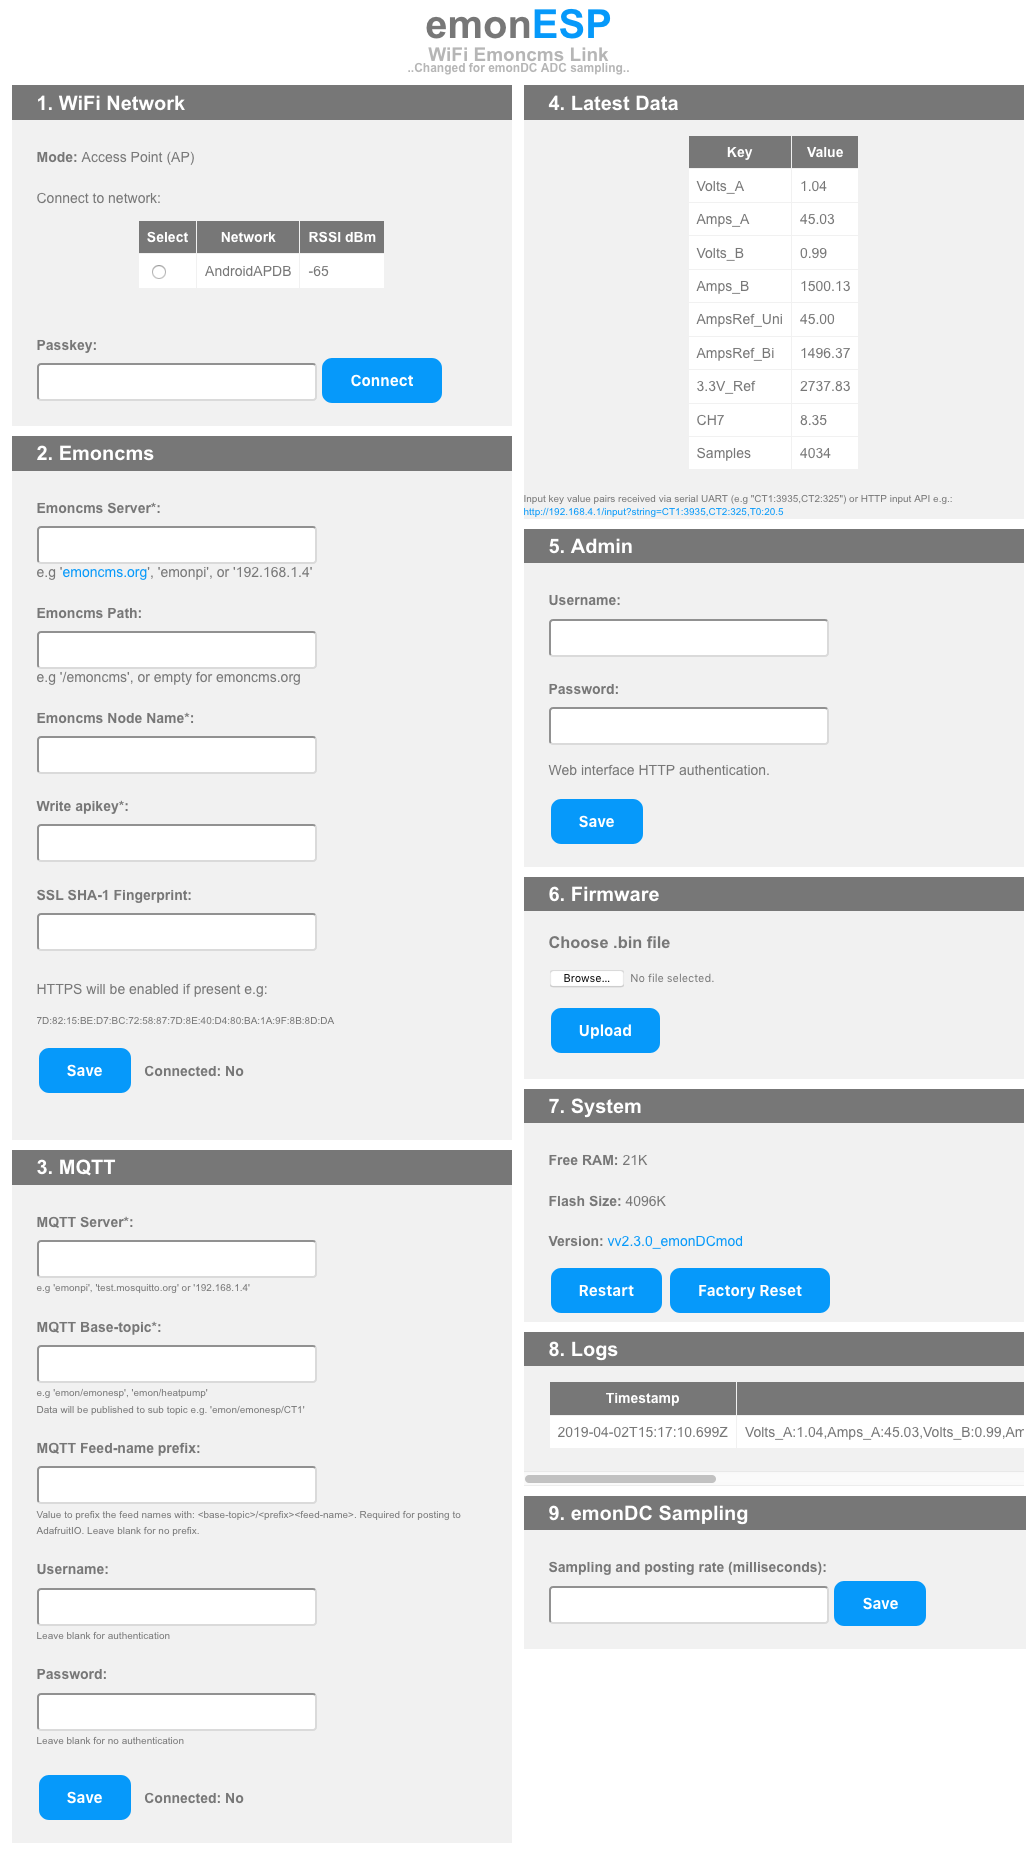 emonESP
WiFi Emoncms Link
..Changed for emonDC ADC sampling..
1. WiFi Network
Mode: Access Point (AP)
Connect to network:
Select Network RSSI dBm
AndroidAPDB -65
Passkey:
Connect
2. Emoncms
Emoncms Server*:
e.g 'emoncms.org', 'emonpi', or '192.168.1.4'
Emoncms Path:
e.g '/emoncms', or empty for emoncms.org
Emoncms Node Name*:
Write apikey*:
SSL SHA-1 Fingerprint:
HTTPS will be enabled if present e.g:
7D:82:15:BE:D7:BC:72:58:87:7D:8E:40:D4:80:BA:1A:9F:8B:8D:DA
Save Connected: No
3. MQTT
MQTT Server*:
e.g 'emonpi', 'test.mosquitto.org' or '192.168.1.4'
MQTT Base-topic*:
e.g 'emon/emonesp', 'emon/heatpump'
Data will be published to sub topic e.g. 'emon/emonesp/CT1'
MQTT Feed-name prefix:
Value to prefix the feed names with: <base-topic>/<prefix><feed-name>. Required for posting to
AdafruitIO. Leave blank for no prefix.
Username:
Leave blank for authentication
Password:
Leave blank for no authentication
Save Connected: No
4. Latest Data
Key Value
Volts_A 1.04
Amps_A 45.03
Volts_B 0.99
Amps_B 1500.13
AmpsRef_Uni 45.00
AmpsRef_Bi 1496.37
3.3V_Ref 2737.83
CH7 8.35
Samples 4034
Input key value pairs received via serial UART (e.g "CT1:3935,CT2:325") or HTTP input API e.g.:
http://192.168.4.1/input?string=CT1:3935,CT2:325,T0:20.5
5. Admin
Username:
Password:
Web interface HTTP authentication.
Save
6. Firmware
Choose .bin file
Browse... No file selected.
Upload
7. System
Free RAM: 21K
Flash Size: 4096K
Version: vv2.3.0_emonDCmod
Restart Factory Reset
8. Logs
Timestamp
2019-04-02T15:17:10.699Z Volts_A:1.04,Amps_A:45.03,Volts_B:0.99,Am
9. emonDC Sampling
Sampling and posting rate (milliseconds):
Save